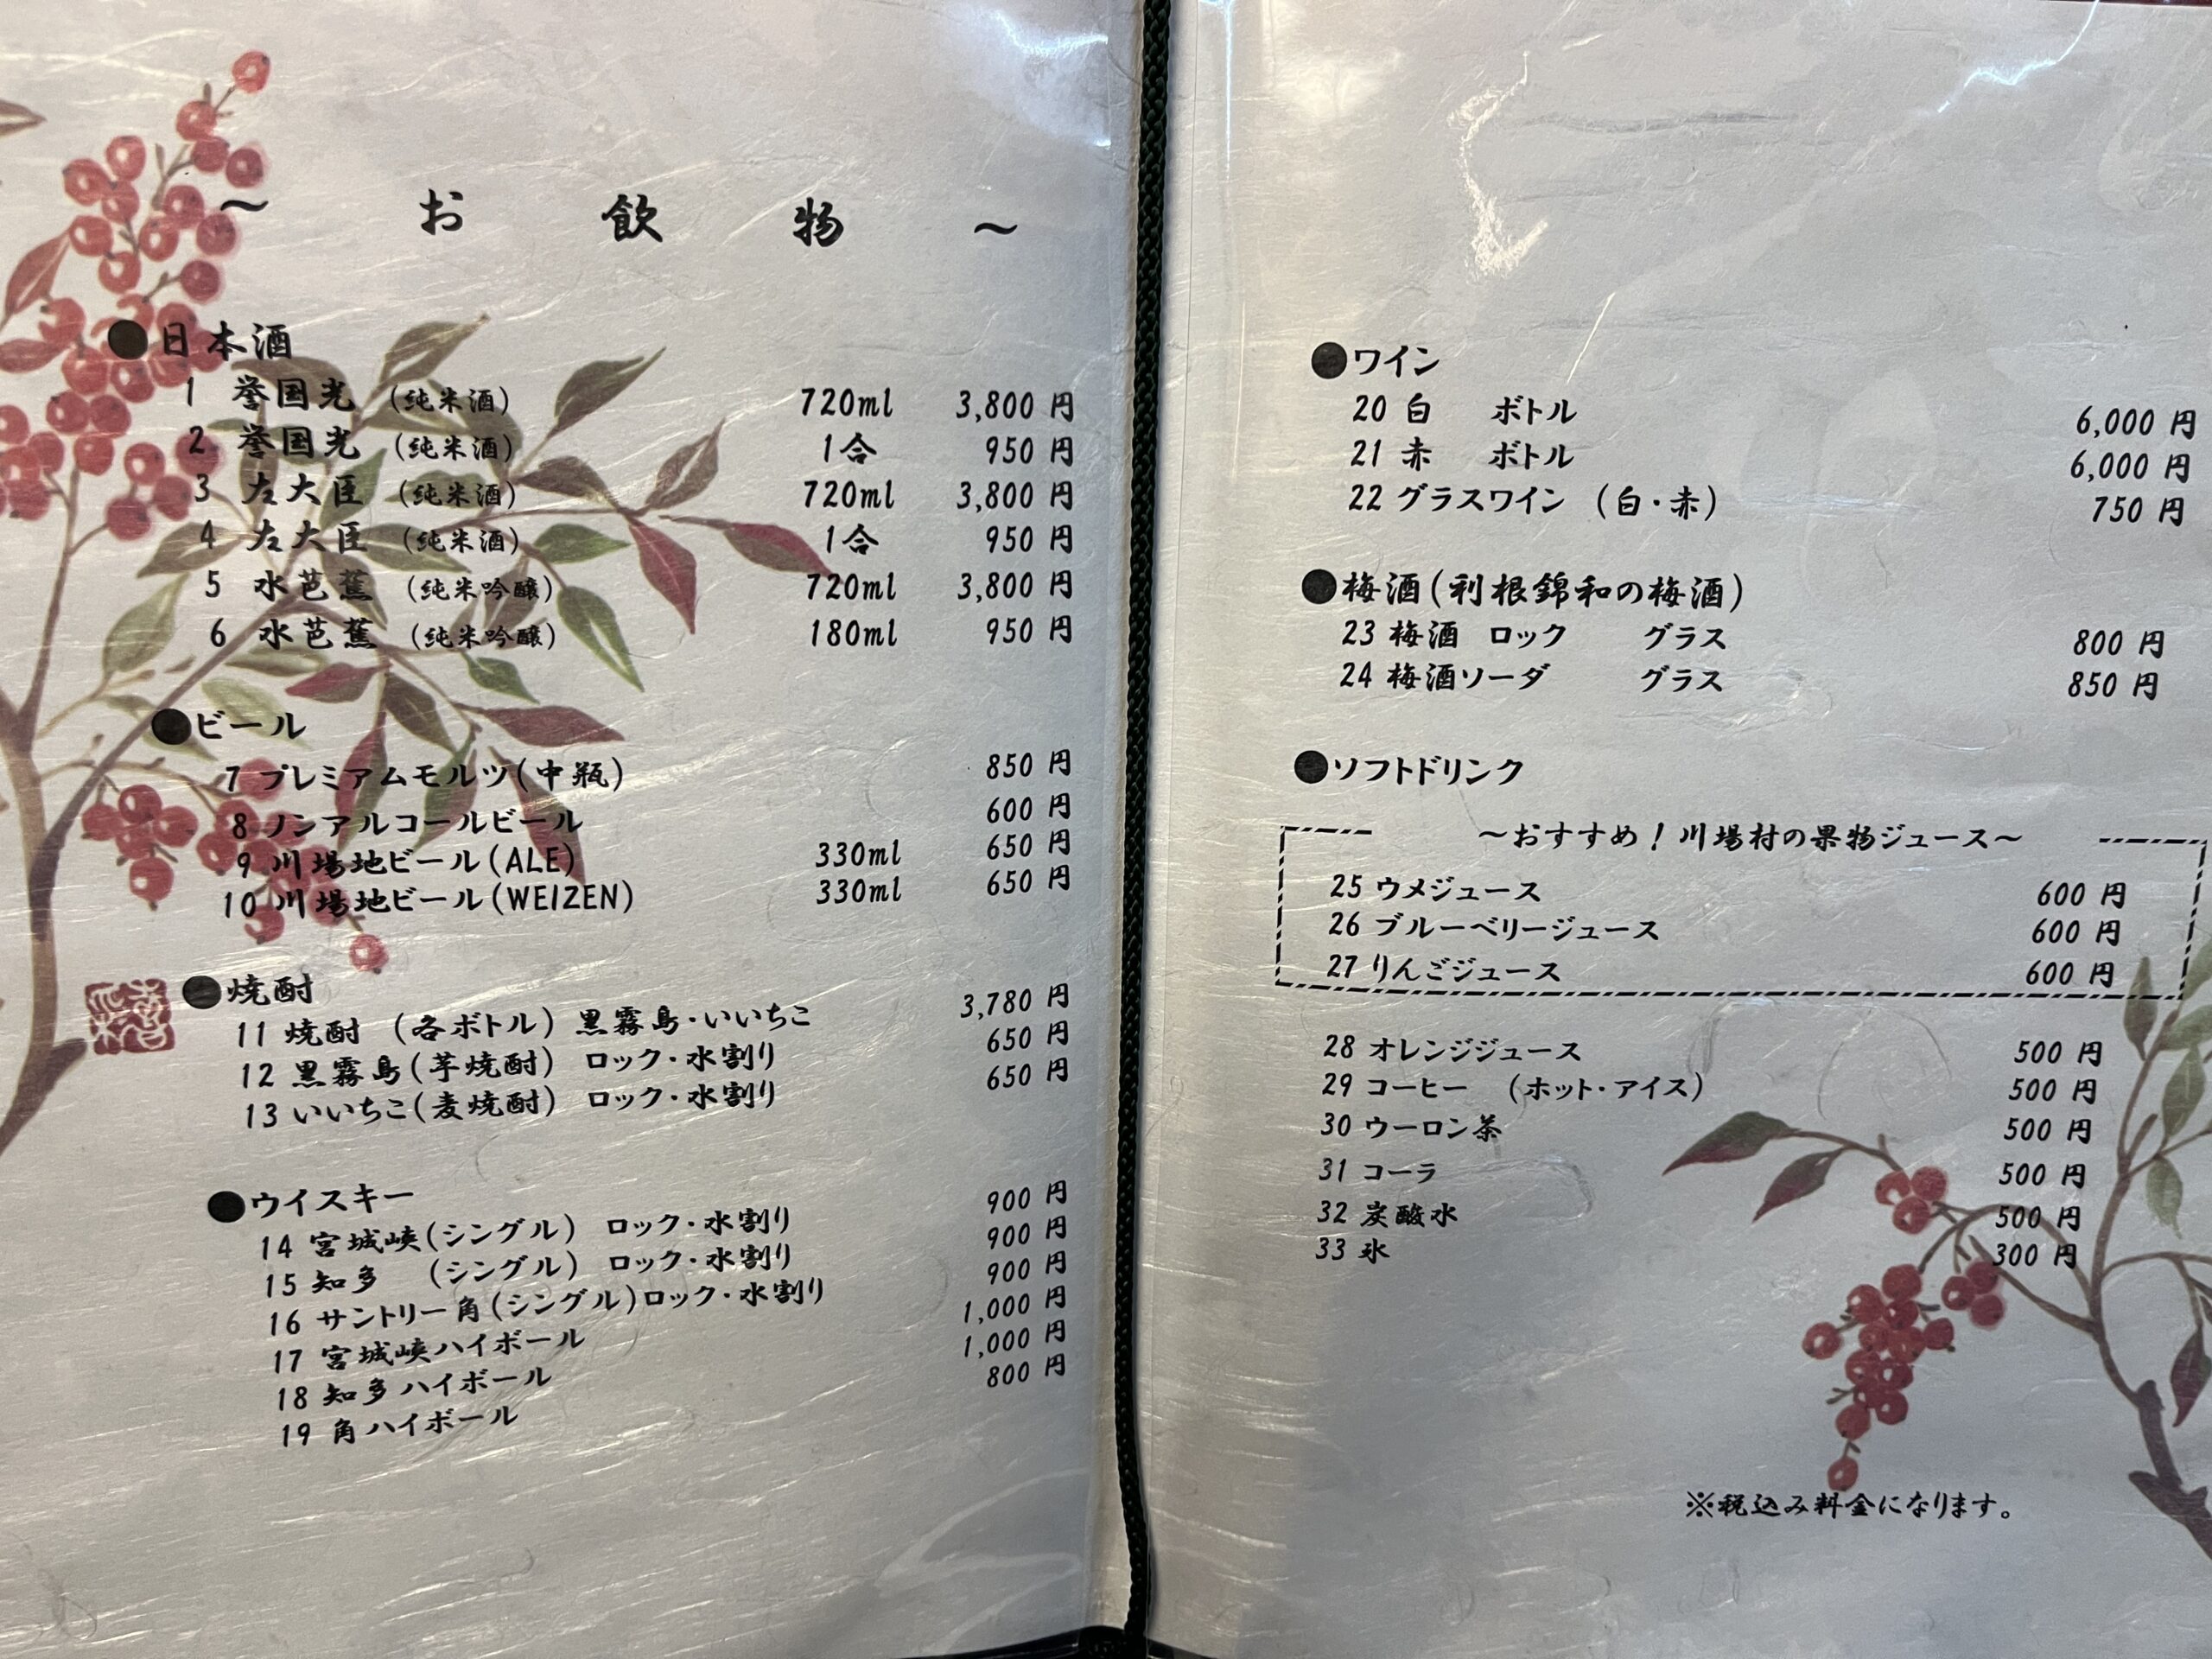 ～ お 飲 物 ～
●日本酒
1 誉国光 (純米酒) 720ml 3,800 円
2 誉国光 (純米酒) 1合 950 円
3 左大臣 (純米酒) 720ml 3,800 円
4 左大臣 (純米酒) 1合 950 円
5 水芭蕉 (純米吟醸) 720ml 3,800 円
6 水芭蕉 (純米吟醸) 180ml 950 円
●ビール
7 プレミアムモルツ(中瓶) 850 円
8 ノンアルコールビール 600 円
9 川場地ビール(ALE) 330ml 650 円
10 川場地ビール(WEIZEN) 330ml 650 円
●焼酎
11 焼酎 (各ボトル) 黒霧島・いいちこ 3,780 円
12 黒霧島(芋焼酎) ロック・水割り 650 円
13 いいちこ(麦焼酎) ロック・水割り 650 円
●ウイスキー
14 宮城峡(シングル) ロック・水割り 900 円
15 知多 (シングル) ロック・水割り 900 円
16 サントリー角(シングル)ロック・水割り 900 円
17 宮城峡ハイボール 1,000 円
18 知多ハイボール 1,000 円
19 角ハイボール 800 円
●ワイン
20 白 ボトル 6,000 円
21 赤 ボトル 6,000 円
22 グラスワイン (白・赤) 750 円
●梅酒(利根錦和の梅酒)
23 梅酒 ロック グラス 800 円
24 梅酒ソーダ グラス 850 円
●ソフトドリンク
～おすすめ！川場村の果物ジュース～
25 ウメジュース 600 円
26 ブルーベリージュース 600 円
27 りんごジュース 600 円
28 オレンジジュース 500 円
29 コーヒー (ホット・アイス) 500 円
30 ウーロン茶 500 円
31 コーラ 500 円
32 炭酸水 500 円
33 氷 300 円
※税込み料金になります。